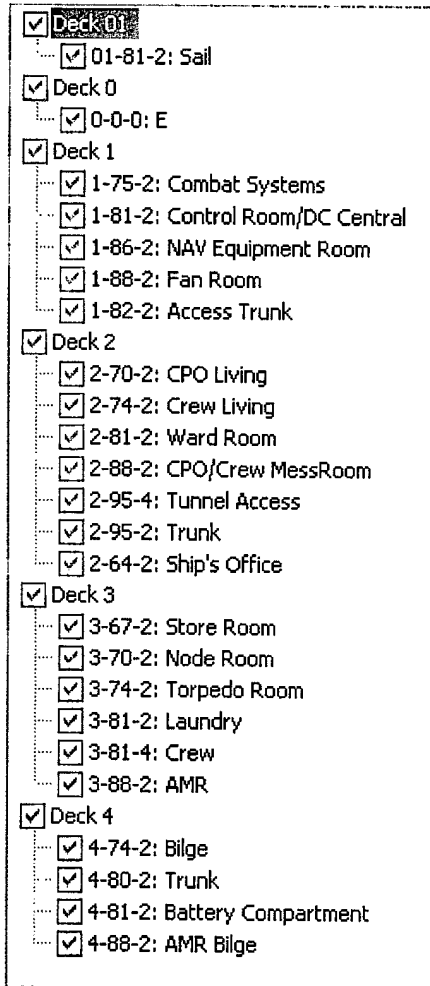 Deck 01
01-81-2: Sail
Deck 0
0-0-0: E
Deck 1
1-75-2: Combat Systems
1-81-2: Control Room/DC Central
1-86-2: NAV Equipment Room
1-88-2: Fan Room
1-82-2: Access Trunk
Deck 2
2-70-2: CPO Living
2-74-2: Crew Living
2-81-2: Ward Room
2-88-2: CPO/Crew MessRoom
2-95-4: Tunnel Access
2-95-2: Trunk
2-64-2: Ship's Office
Deck 3
3-67-2: Store Room
3-70-2: Node Room
3-74-2: Torpedo Room
3-81-2: Laundry
3-81-4: Crew
3-88-2: AMR
Deck 4
4-74-2: Bilge
4-80-2: Trunk
4-81-2: Battery Compartment
4-88-2: AMR Bilge